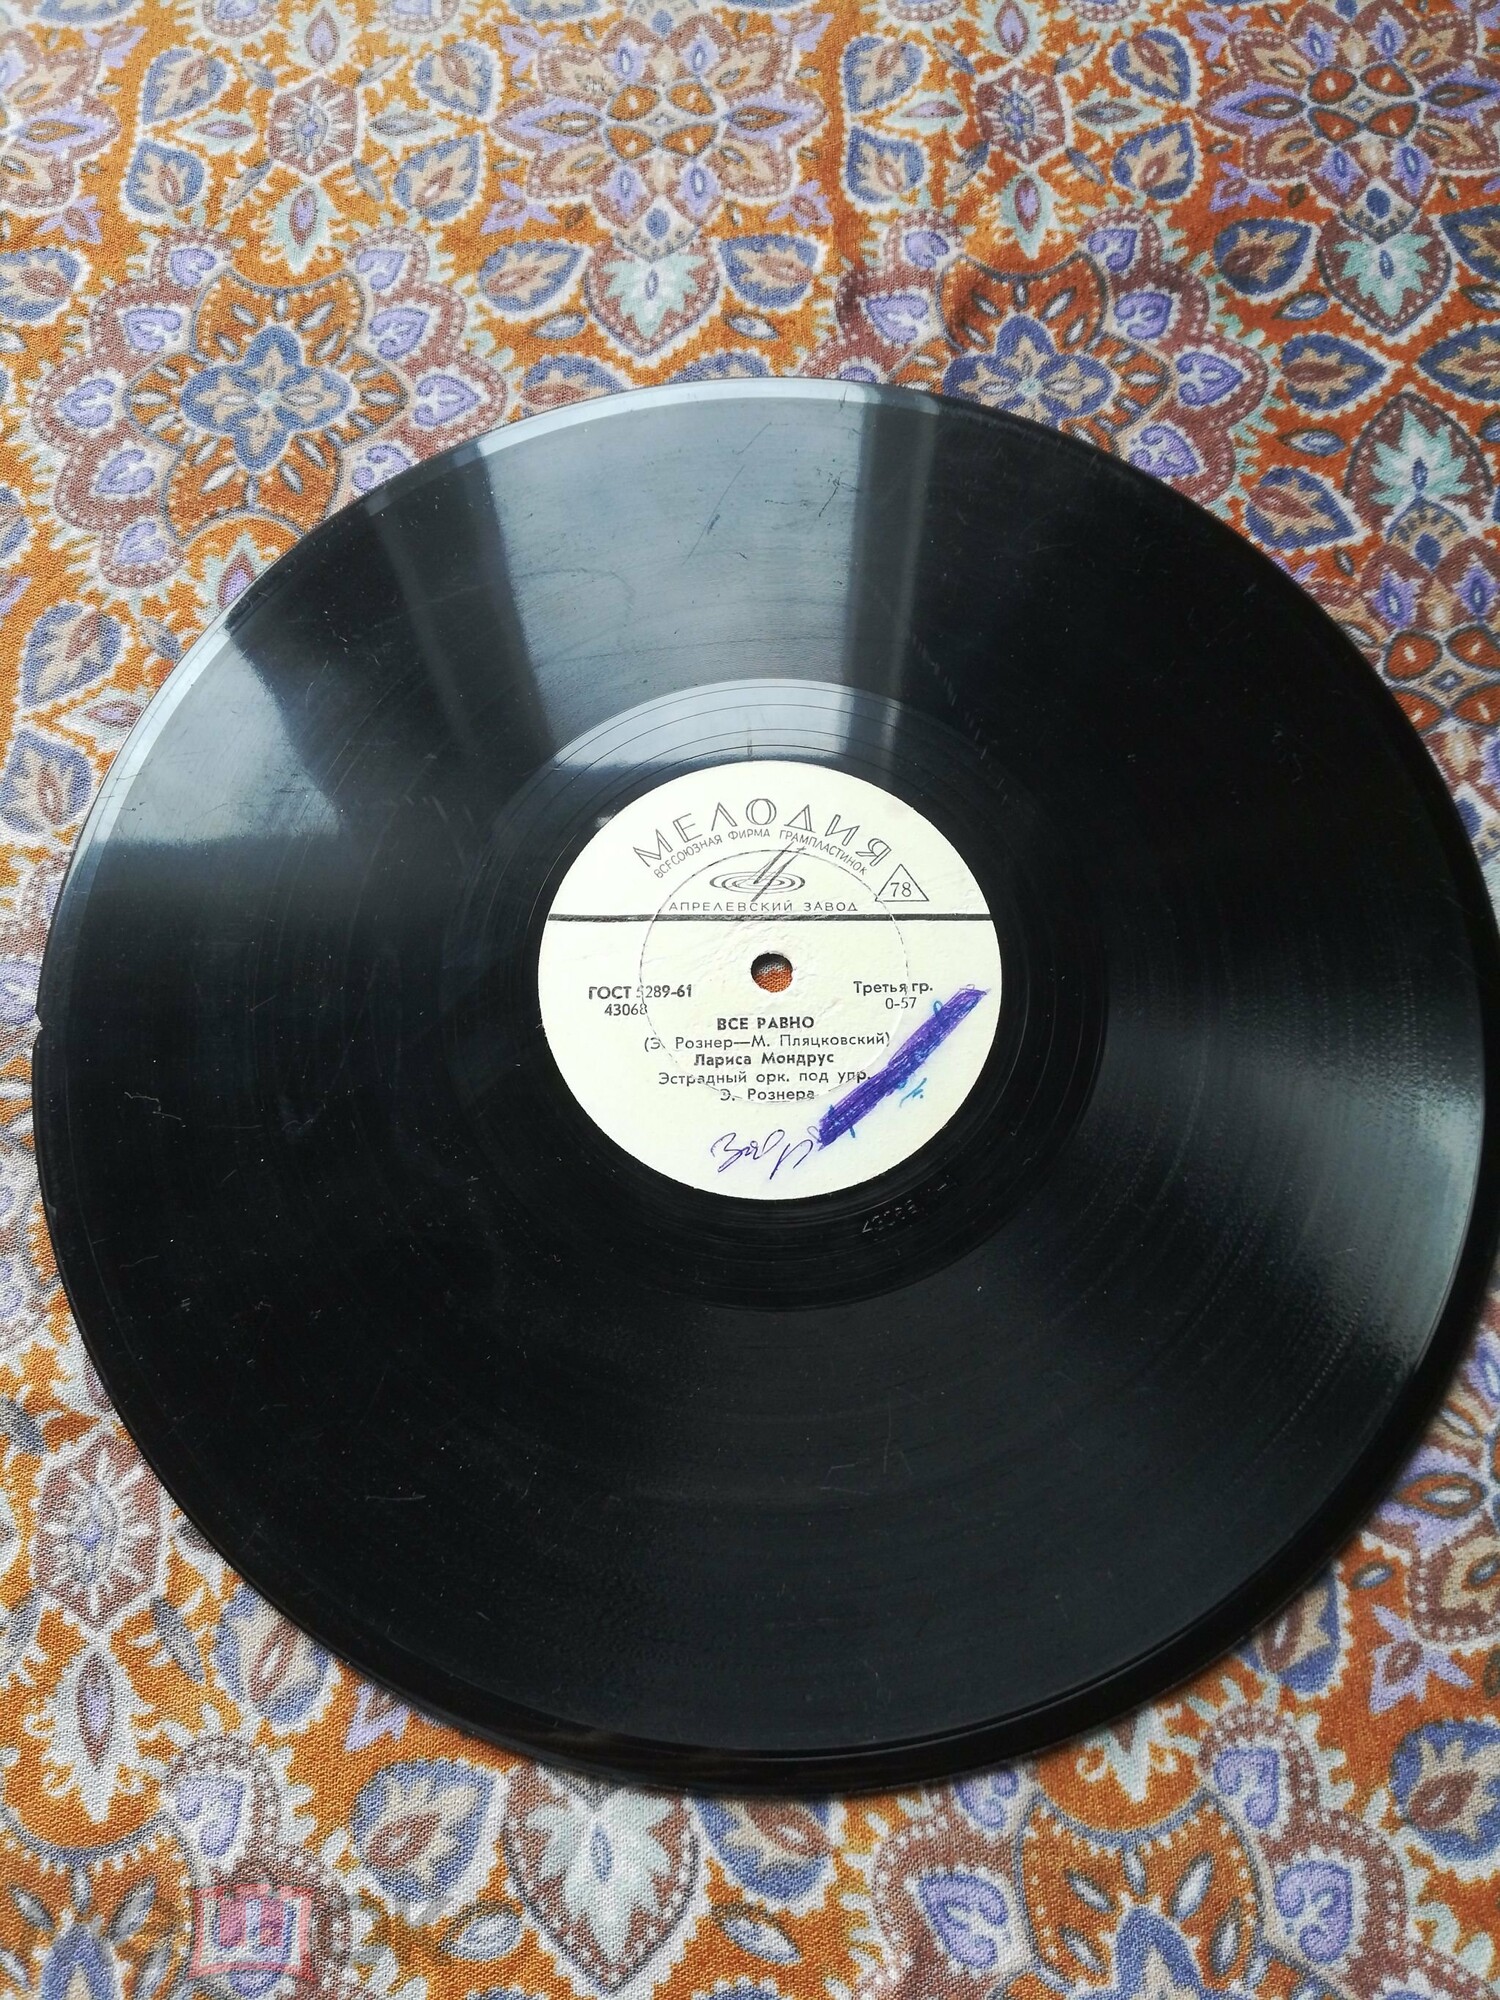 МЕЛОДИЯ
ВСЕСОЮЗНАЯ ФИРМА ГРАМПЛАСТИНОК
78
АПРЕЛЕВСКИЙ ЗАВОД
ГОСТ 5289-61
43068
Третья гр.
0-57
ВСЕ РАВНО
(Э. Рознер—М. Пляцковский)
Лариса Мондрус
Эстрадный орк. под упр.
Э. Рознера